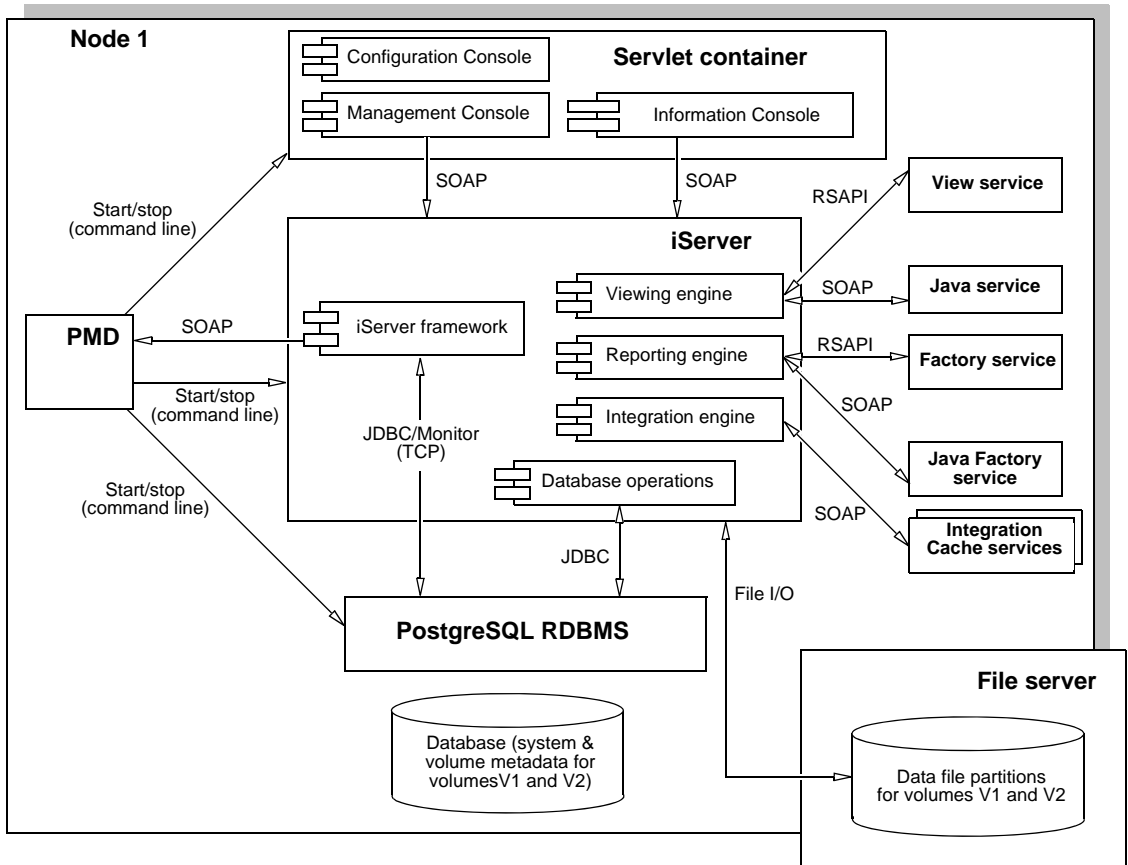 Node 1
Configuration Console
Servlet container
Management Console
Information Console
SOAP
SOAP
Start/stop
(command line)
View service
RSAPI
iServer
Viewing engine
SOAP
Java service
PMD
SOAP
iServer framework
Reporting engine
RSAPI
Factory service
Start/stop
(command line)
SOAP
Integration engine
JDBC/Monitor
(TCP)
Java Factory
service
Start/stop
(command line)
Database operations
SOAP
Integration
Cache services
JDBC
File I/O
PostgreSQL RDBMS
File server
Database (system &
volume metadata for
volumesV1 and V2)
Data file partitions
for volumes V1 and V2